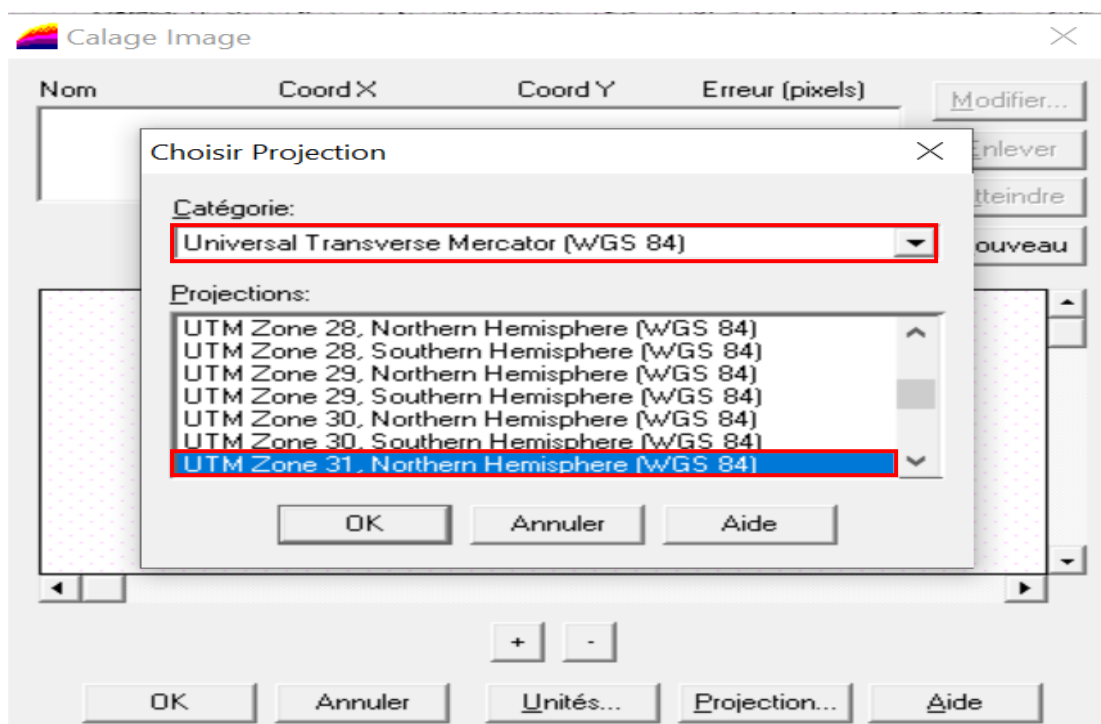 Calage Image
Nom Coord X Coord Y Erreur (pixels)
Modifier...
Choisir Projection
Enlever
Catégorie:
Universal Transverse Mercator (WGS 84)
Projections:
UTM Zone 28, Northern Hemisphere (WGS 84)
UTM Zone 28, Southern Hemisphere (WGS 84)
UTM Zone 29, Northern Hemisphere (WGS 84)
UTM Zone 29, Southern Hemisphere (WGS 84)
UTM Zone 30, Northern Hemisphere (WGS 84)
UTM Zone 30, Southern Hemisphere (WGS 84)
UTM Zone 31, Northern Hemisphere (WGS 84)
OK Annuler Aide
+ -
OK Annuler Unités... Projection... Aide